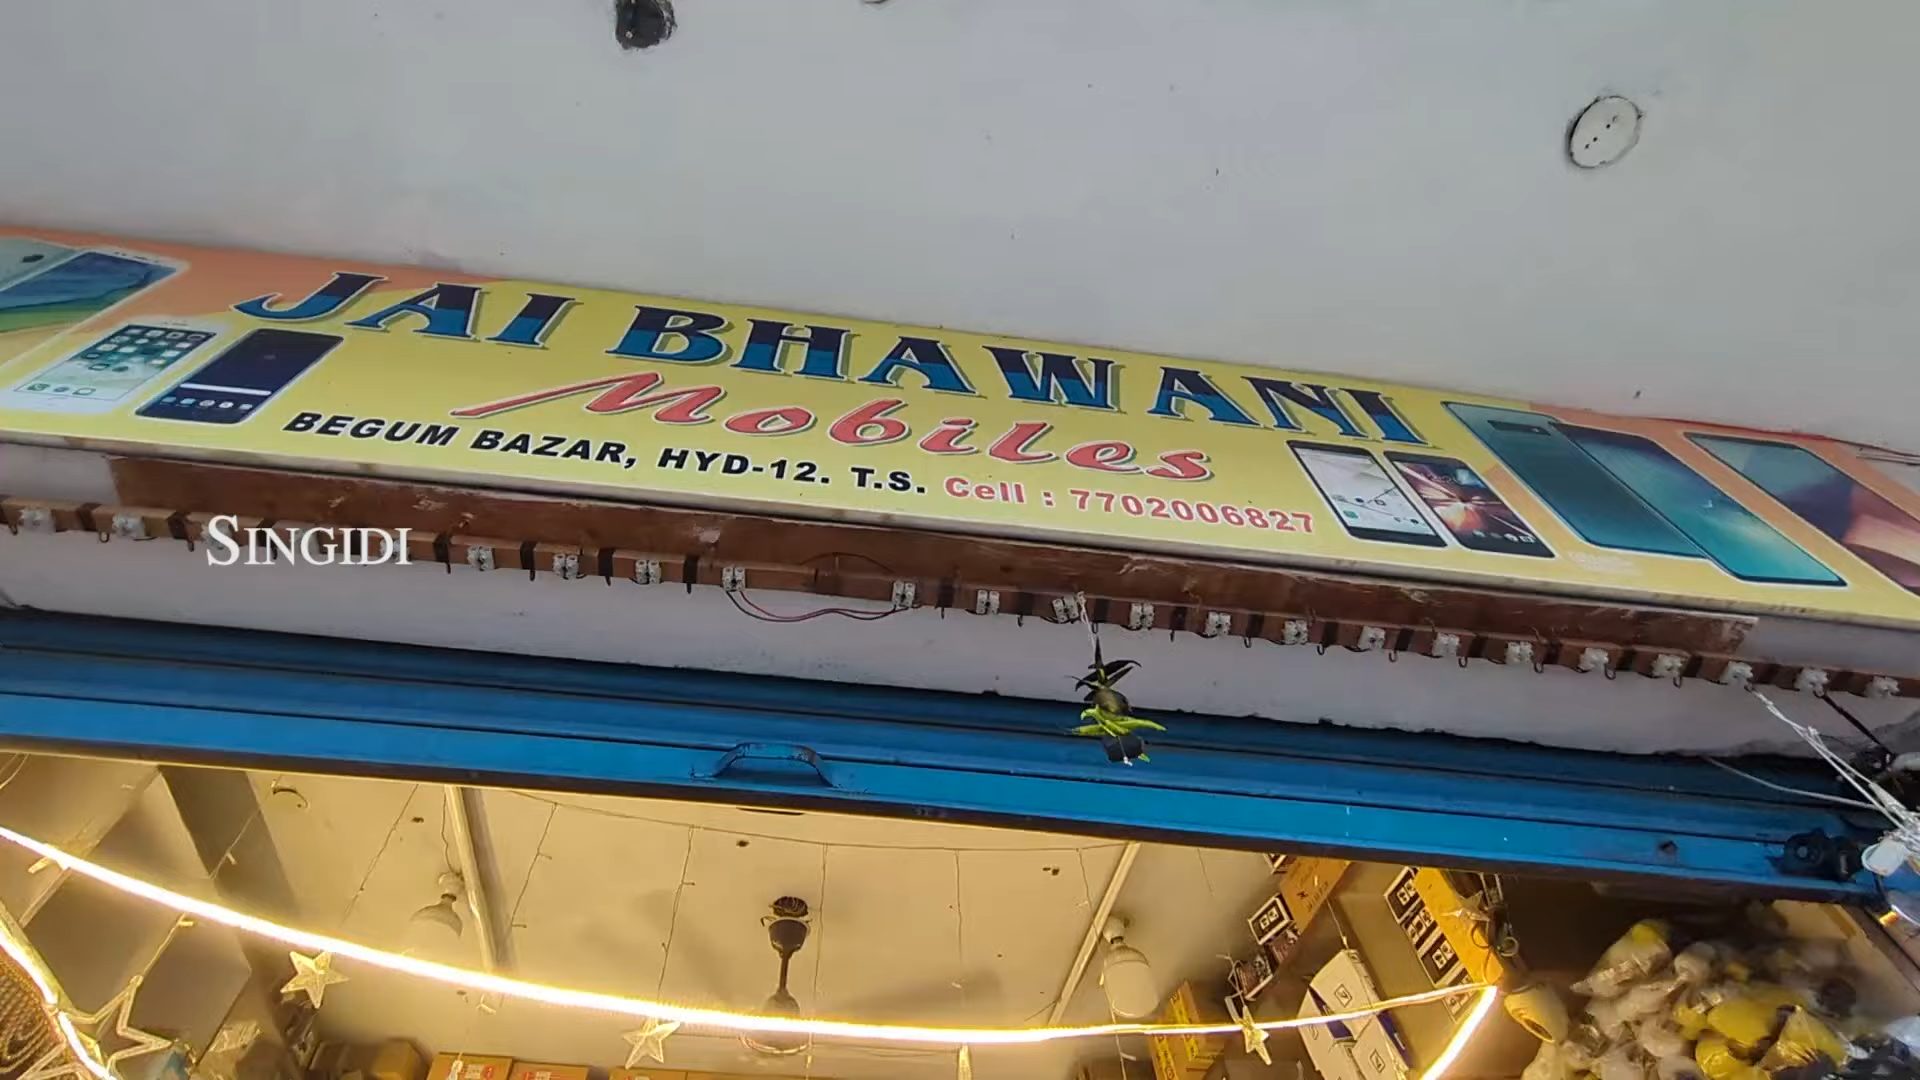 JAI BHAWANI
Mobiles
BEGUM BAZAR, HYD-12. T.S. Cell : 7702006827
SINGIDI